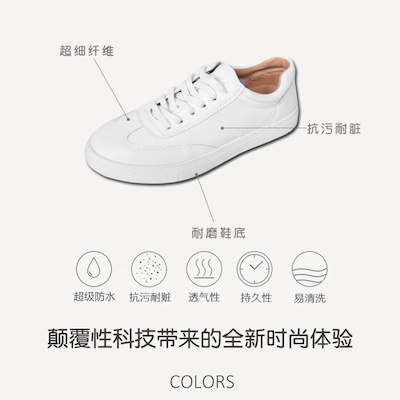 超细纤维
抗污耐脏
耐磨鞋底
超级防水 抗污耐赃 透气性 持久性 易清洗
颠覆性科技带来的全新时尚体验
COLORS